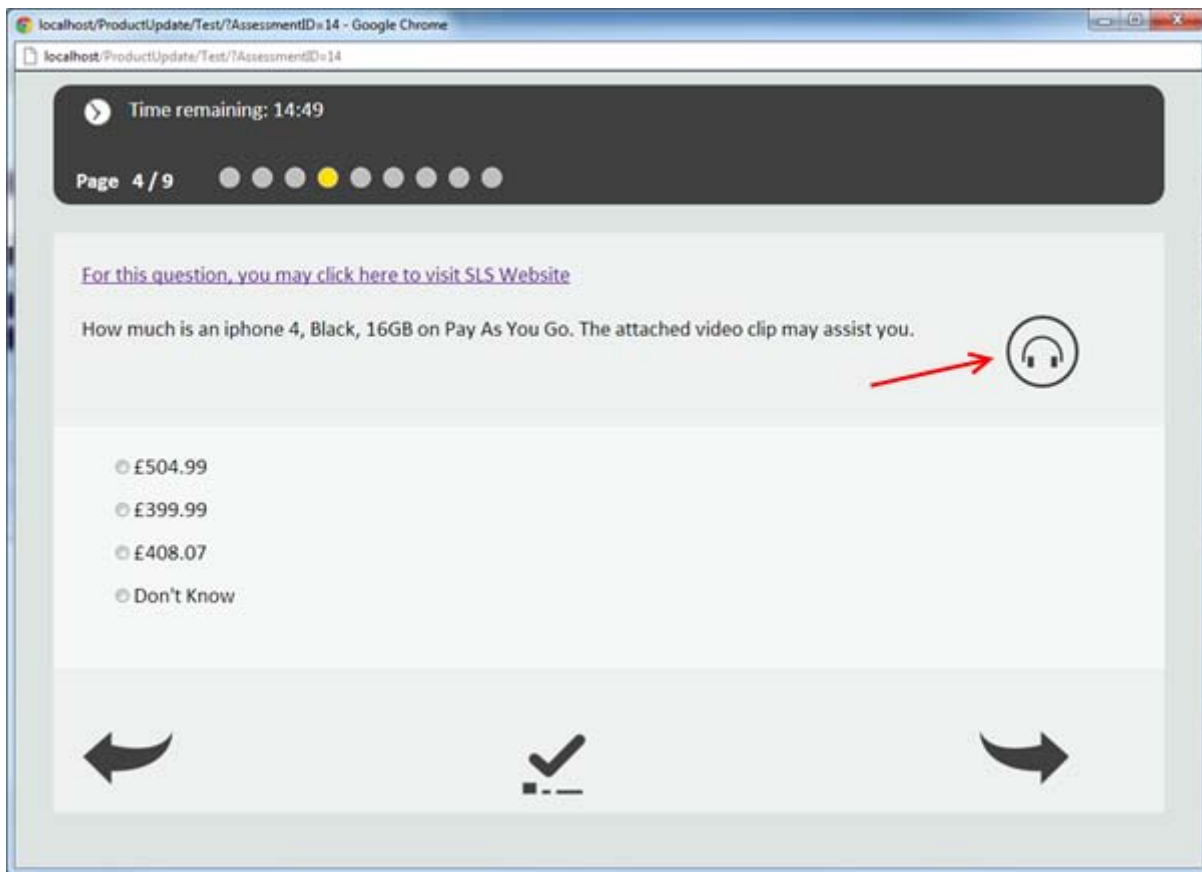 localhost/ProductUpdate/Test/?AssessmentID=14 - Google Chrome
localhost/ProductUpdate/Test/?AssessmentID=14
Time remaining: 14:49
Page 4 / 9
For this question, you may click here to visit SLS Website
How much is an iphone 4, Black, 16GB on Pay As You Go. The attached video clip may assist you.
£504.99
£399.99
£408.07
Don't Know